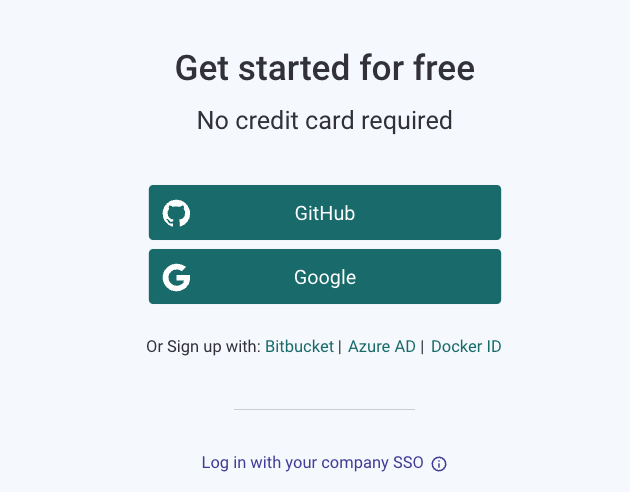 Get started for free
No credit card required
GitHub
Google
Or Sign up with: Bitbucket | Azure AD | Docker ID
Log in with your company SSO